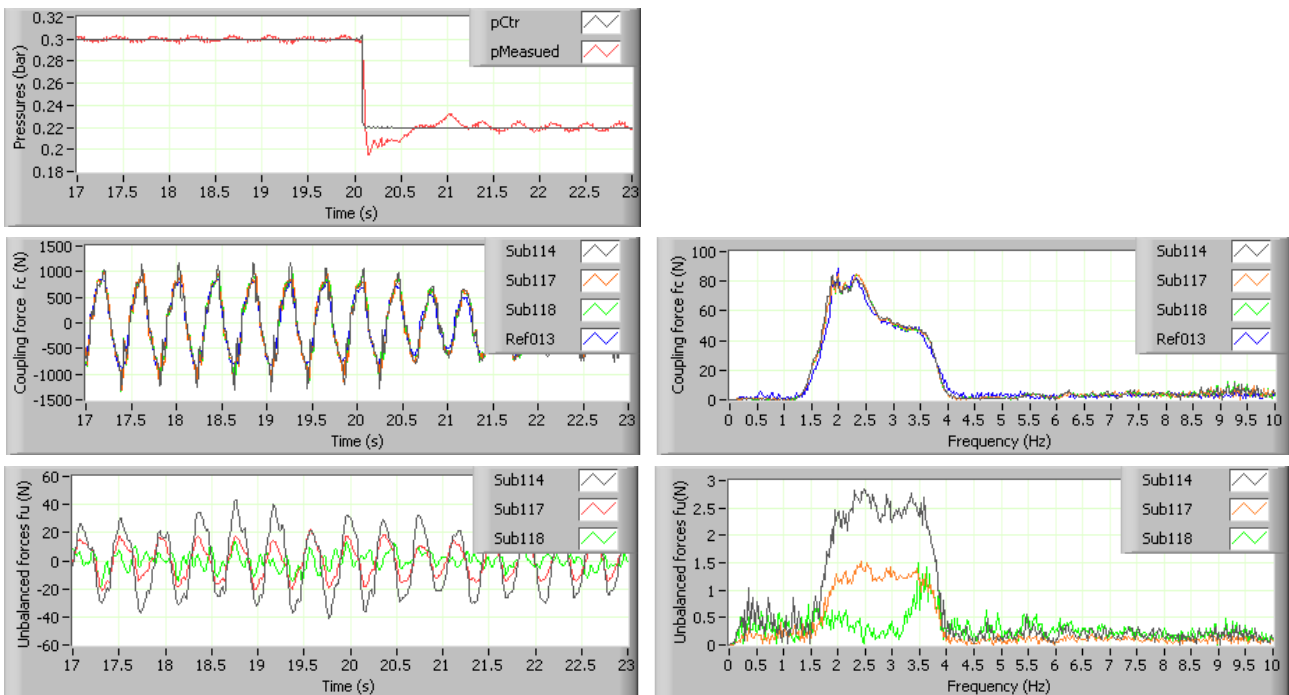 Pressures (bar)
0.32
0.3
0.28
0.26
0.24
0.22
0.2
0.18
pCtr
pMeasued
17 17.5 18 18.5 19 19.5 20 20.5 21 21.5 22 22.5 23
Time (s)
Coupling force fc (N)
1500
1000
500
0
-500
-1000
-1500
Sub114
Sub117
Sub118
Ref013
17 17.5 18 18.5 19 19.5 20 20.5 21 21.5 22 22.5 23
Time (s)
Coupling force fc (N)
100
80
60
40
20
0
Sub114
Sub117
Sub118
Ref013
0 0.5 1 1.5 2 2.5 3 3.5 4 4.5 5 5.5 6 6.5 7 7.5 8 8.5 9 9.5 10
Frequency (Hz)
Unbalanced forces fu(N)
60
40
20
0
-20
-40
-60
Sub114
Sub117
Sub118
17 17.5 18 18.5 19 19.5 20 20.5 21 21.5 22 22.5 23
Time (s)
Unbalanced forces fu(N)
3
2.5
2
1.5
1
0.5
0
Sub114
Sub117
Sub118
0 0.5 1 1.5 2 2.5 3 3.5 4 4.5 5 5.5 6 6.5 7 7.5 8 8.5 9 9.5 10
Frequency (Hz)